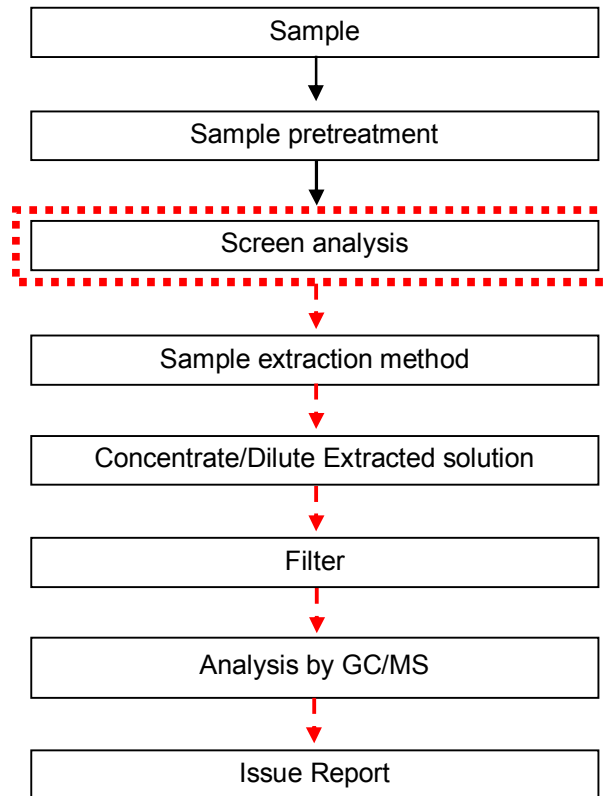 Sample
Sample pretreatment
Screen analysis
Sample extraction method
Concentrate/Dilute Extracted solution
Filter
Analysis by GC/MS
Issue Report